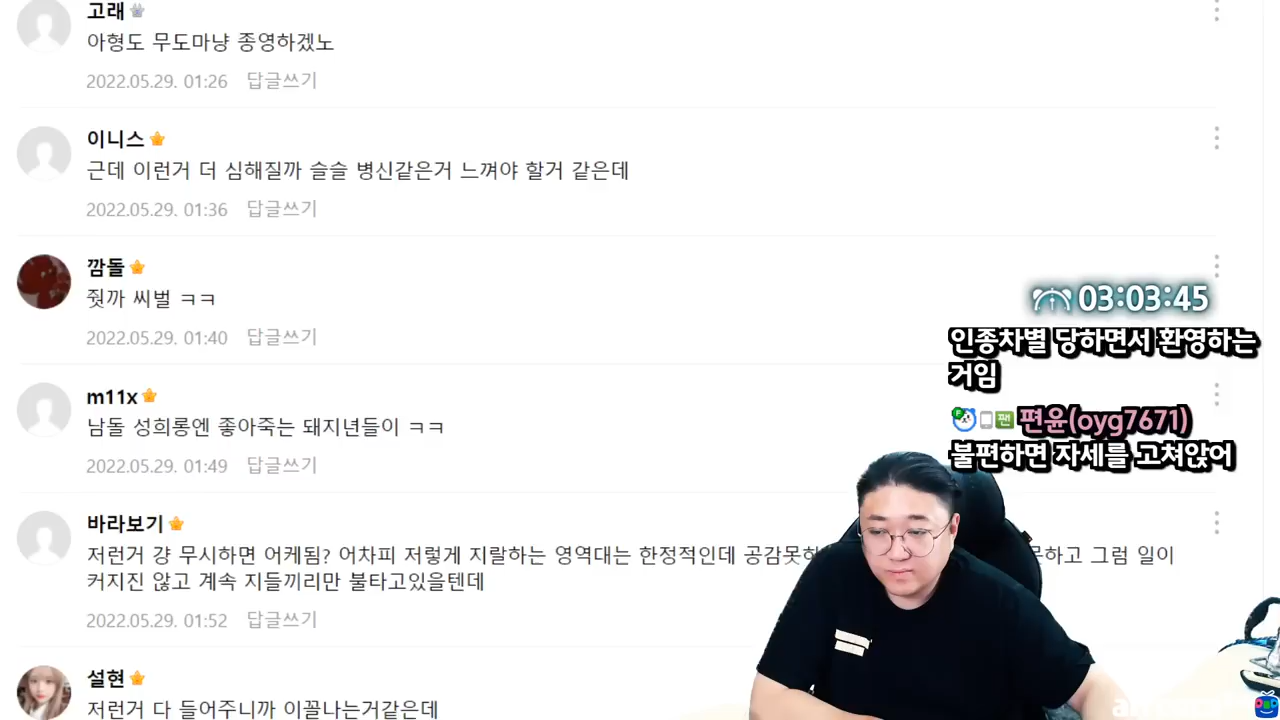 고래
아형도 무도마냥 종영하겠노
2022.05.29. 01:26 답글쓰기
이니스
근데 이런거 더 심해질까 슬슬 병신같은거 느껴야 할거 같은데
2022.05.29. 01:36 답글쓰기
깜돌
줫까 씨벌 ㅋㅋ
2022.05.29. 01:40 답글쓰기
m11x
남돌 성희롱엔 좋아죽는 돼지년들이 ㅋㅋ
2022.05.29. 01:49 답글쓰기
바라보기
저런거 걍 무시하면 어케됨? 어차피 저렇게 지랄하는 영역대는 한정적인데 하고 그럼 일이
커지진 않고 계속 지들끼리만 불타고있을텐데
2022.05.29. 01:52 답글쓰기
설현
저런거 다 들어주니까 이꼴나는거같은데
03:03:45
인종차별 당하면서 환영하는
거임
F 팬 편윤(oyg7671)
불편하면 자세를 고쳐앉어